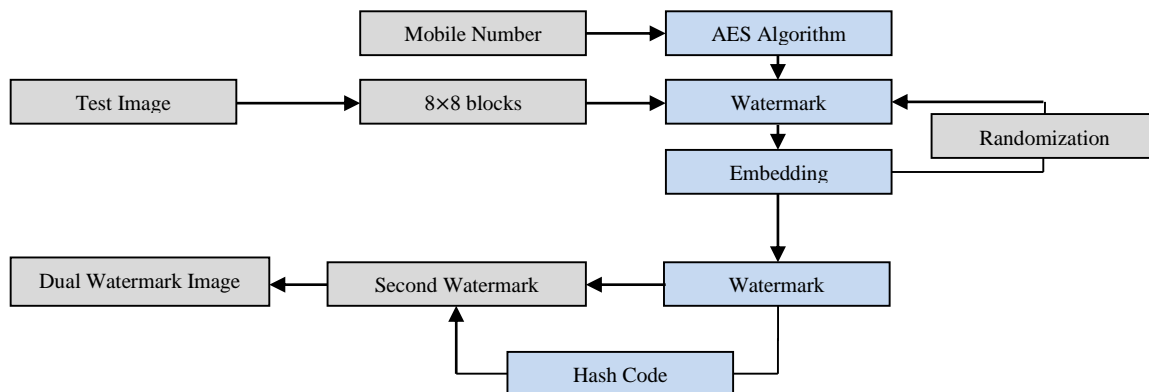 Mobile Number
AES Algorithm
Test Image
8×8 blocks
Watermark
Randomization
Embedding
Dual Watermark Image
Second Watermark
Watermark
Hash Code